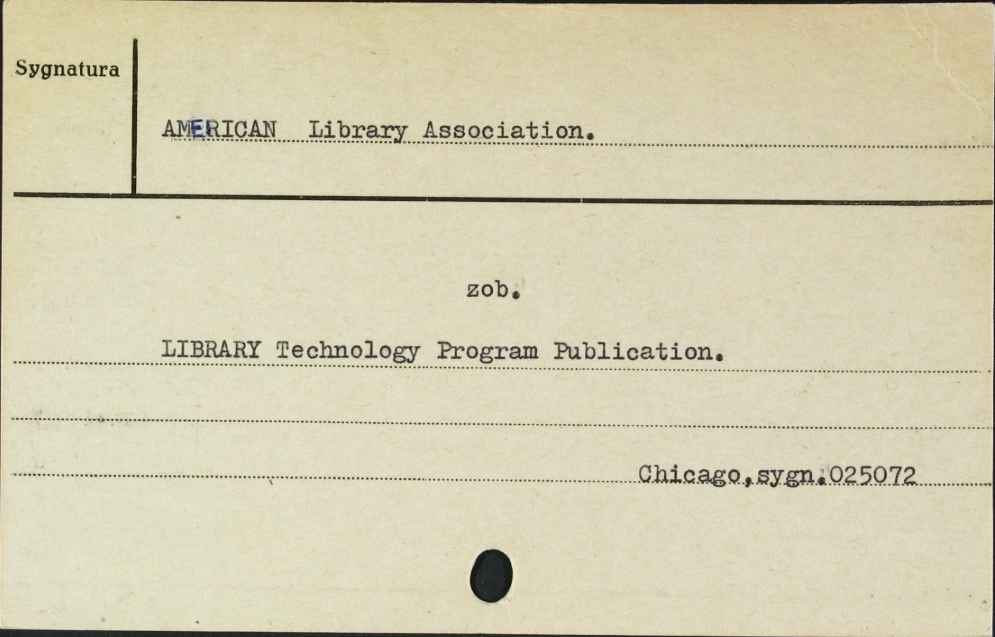 Sygnatura
AMERICAN Library Association.
zob.
LIBRARY Technology Program Publication.
Chicago,sygn.025072